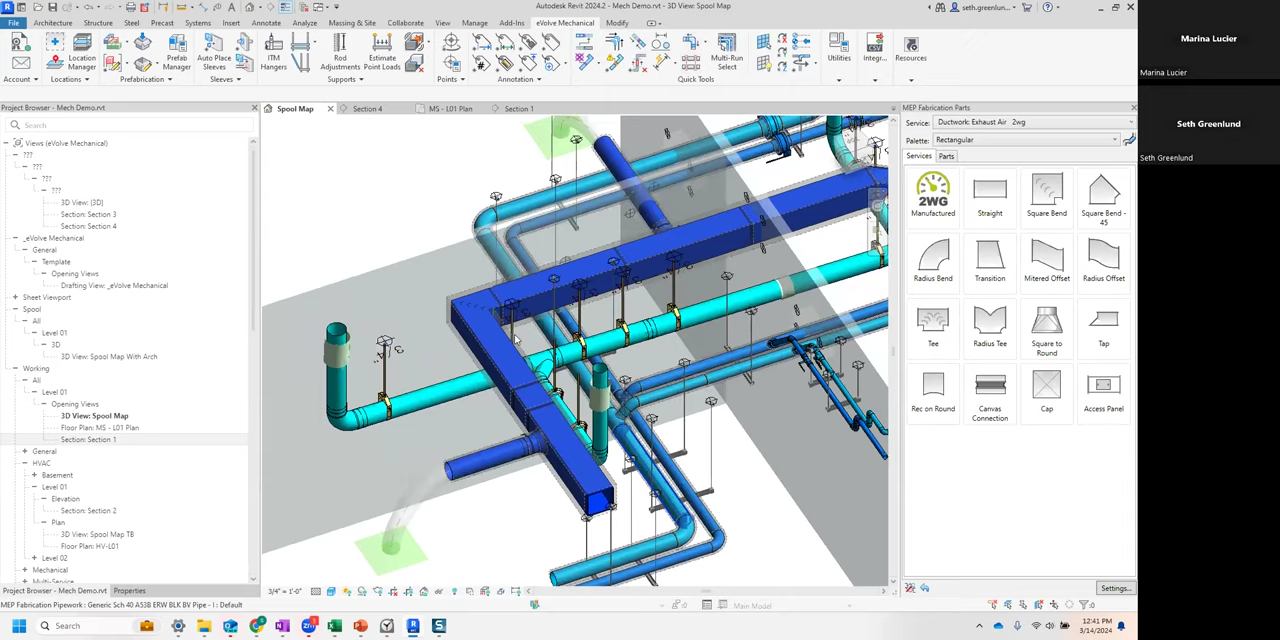 Autodesk Revit 2024.2 - Mech Demo.rvt - 3D View: Spool Map
seth.greenlun...
File Architecture Structure Steel Precast Systems Insert Annotate Analyze Massing & Site Collaborate View Manage Add-Ins eVolve Mechanical Modify
Location Manager
Prefab Manager
Auto Place Sleeves
ITM Hangers
Rod Adjustments
Estimate Point Loads
Multi-Run Select
Utilities
Integr...
Resources
Account Locations Prefabrication Sleeves Supports Points Annotation Quick Tools
Project Browser - Mech Demo.rvt
Search
Views (eVolve Mechanical)
???
???
???
???
3D View: {3D}
Section: Section 3
Section: Section 4
_eVolve Mechanical
General
Template
Opening Views
Drafting View: _eVolve Mechanical
Sheet Viewport
Spool
All
Level 01
3D
3D View: Spool Map With Arch
Working
All
Level 01
Opening Views
3D View: Spool Map
Floor Plan: MS - L01 Plan
Section: Section 1
General
HVAC
Basement
Level 01
Elevation
Section: Section 2
Plan
3D View: Spool Map TB
Floor Plan: HV-L01
Level 02
Mechanical
Multi-Service
Project Browser - Mech Demo.rvt Properties
Spool Map Section 4 MS - L01 Plan Section 1
3/4" = 1'-0"
MEP Fabrication Parts
Service: Ductwork: Exhaust Air 2wg
Palette: Rectangular
Services Parts
2WG
Manufactured Straight Square Bend Square Bend - 45
Radius Bend Transition Mitered Offset Radius Offset
Tee Radius Tee Square to Round Tap
Rec on Round Canvas Connection Cap Access Panel
Settings...
MEP Fabrication Pipework : Generic Sch 40 A53B ERW BLK BV Pipe - I : Default
:0
Main Model
:0
Search
12:41 PM
3/14/2024
Marina Lucier
Marina Lucier
Seth Greenlund
Seth Greenlund